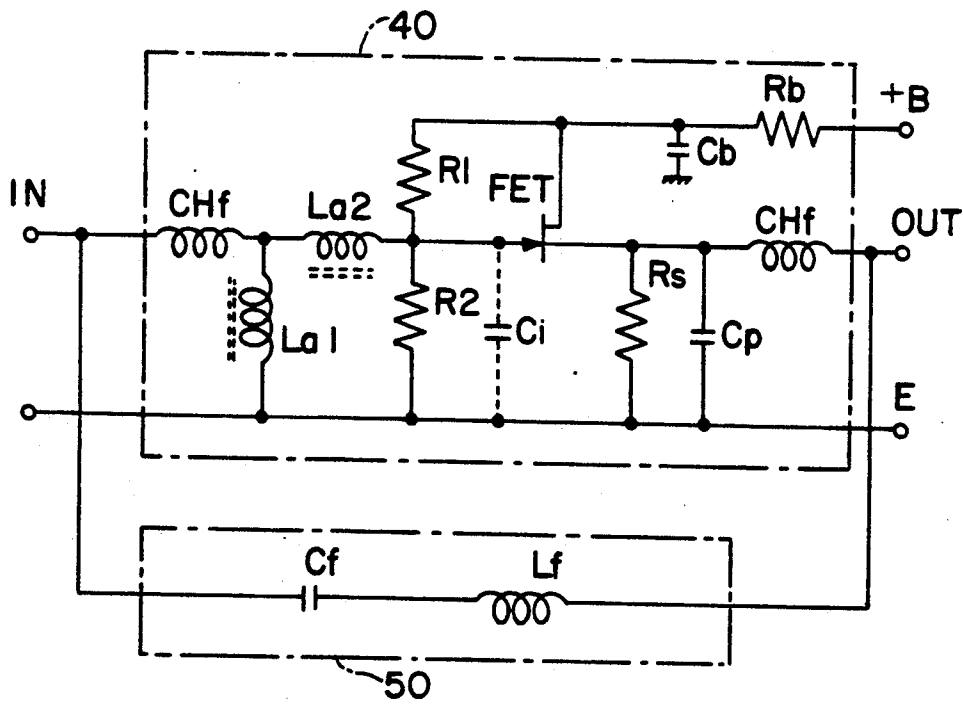 40
Rb
+B
Cb
R1
FET
IN
CHf
La2
CHf
OUT
Rs
R2
Ci
Cp
La1
E
Cf
Lf
50